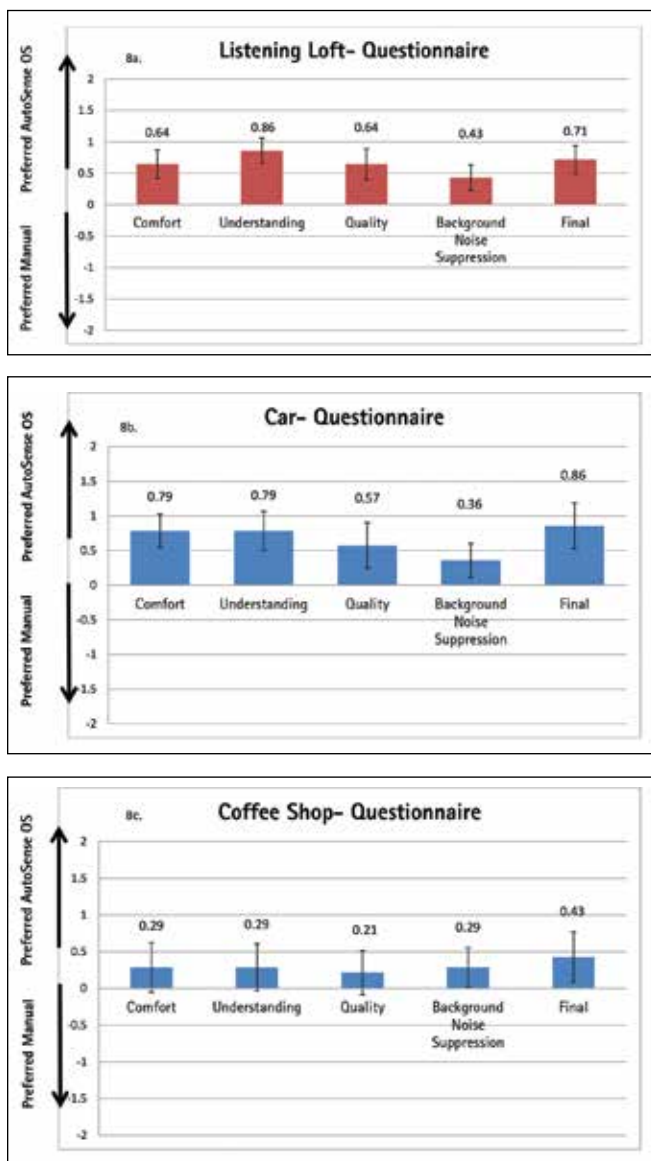 8a.
Listening Loft- Questionnaire
Preferred AutoSense OS
Preferred Manual
2
1.5
1
0.5
0
-0.5
-1
-1.5
-2
0.64
0.86
0.64
0.43
0.71
Comfort
Understanding
Quality
Background
Noise
Suppression
Final
8b.
Car- Questionnaire
Preferred AutoSense OS
Preferred Manual
2
1.5
1
0.5
0
-0.5
-1
-1.5
-2
0.79
0.79
0.57
0.36
0.86
Comfort
Understanding
Quality
Background
Noise
Suppression
Final
8c.
Coffee Shop- Questionnaire
Preferred AutoSense OS
Preferred Manual
2
1.5
1
0.5
0
-0.5
-1
-1.5
-2
0.29
0.29
0.21
0.29
0.43
Comfort
Understanding
Quality
Background
Noise
Suppression
Final